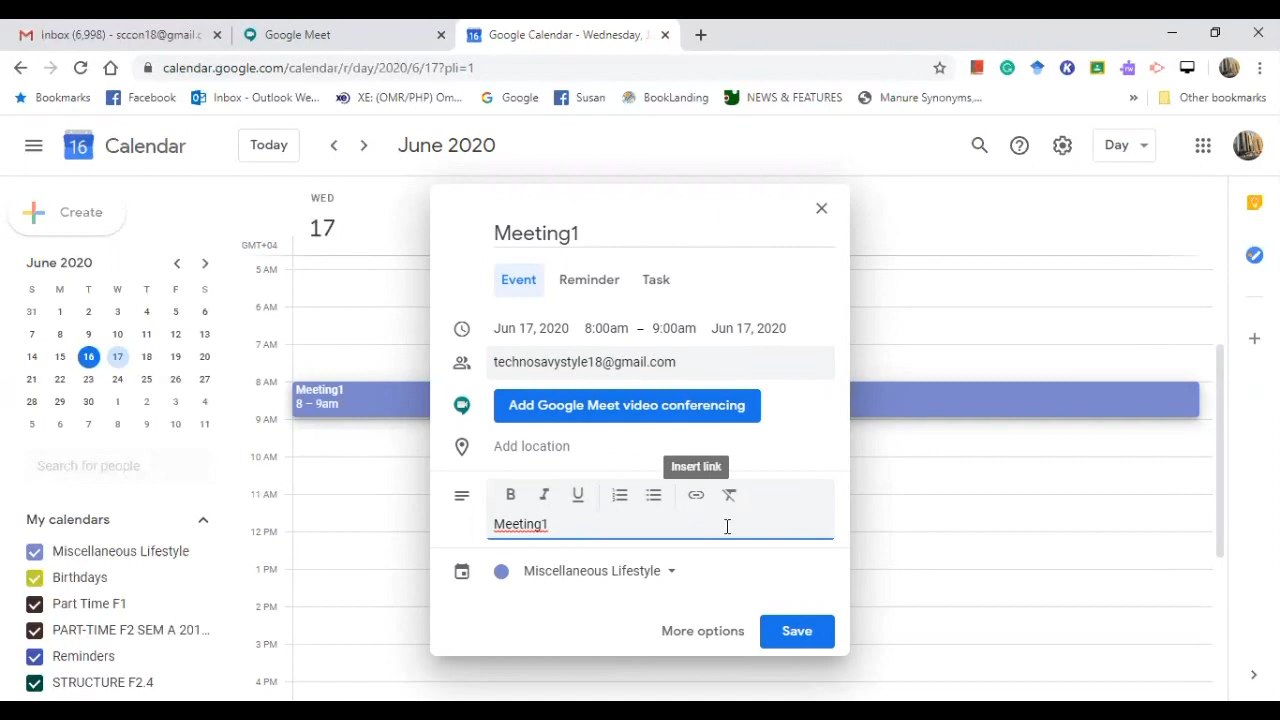 Inbox (6,998) - sccon18@gmail.c
Google Meet
Google Calendar - Wednesday, J
calendar.google.com/calendar/r/day/2020/6/17?pli=1
Bookmarks
Facebook
Inbox - Outlook We...
XE: (OMR/PHP) Om...
Google
Susan
BookLanding
NEWS & FEATURES
Manure Synonyms,...
»
Other bookmarks
16
Calendar
Today
June 2020
Day
Create
June 2020
S M T W T F S
31 1 2 3 4 5 6
7 8 9 10 11 12 13
14 15 16 17 18 19 20
21 22 23 24 25 26 27
28 29 30 1 2 3 4
5 6 7 8 9 10 11
Search for people
My calendars
Miscellaneous Lifestyle
Birthdays
Part Time F1
PART-TIME F2 SEM A 201...
Reminders
STRUCTURE F2.4
WED
17
GMT+04
5 AM
6 AM
7 AM
8 AM
9 AM
10 AM
11 AM
12 PM
1 PM
2 PM
3 PM
4 PM
Meeting1
8 – 9am
Meeting1
Event Reminder Task
Jun 17, 2020 8:00am – 9:00am Jun 17, 2020
technosavystyle18@gmail.com
Add Google Meet video conferencing
Add location
Insert link
B I U
Meeting1
Miscellaneous Lifestyle
More options
Save